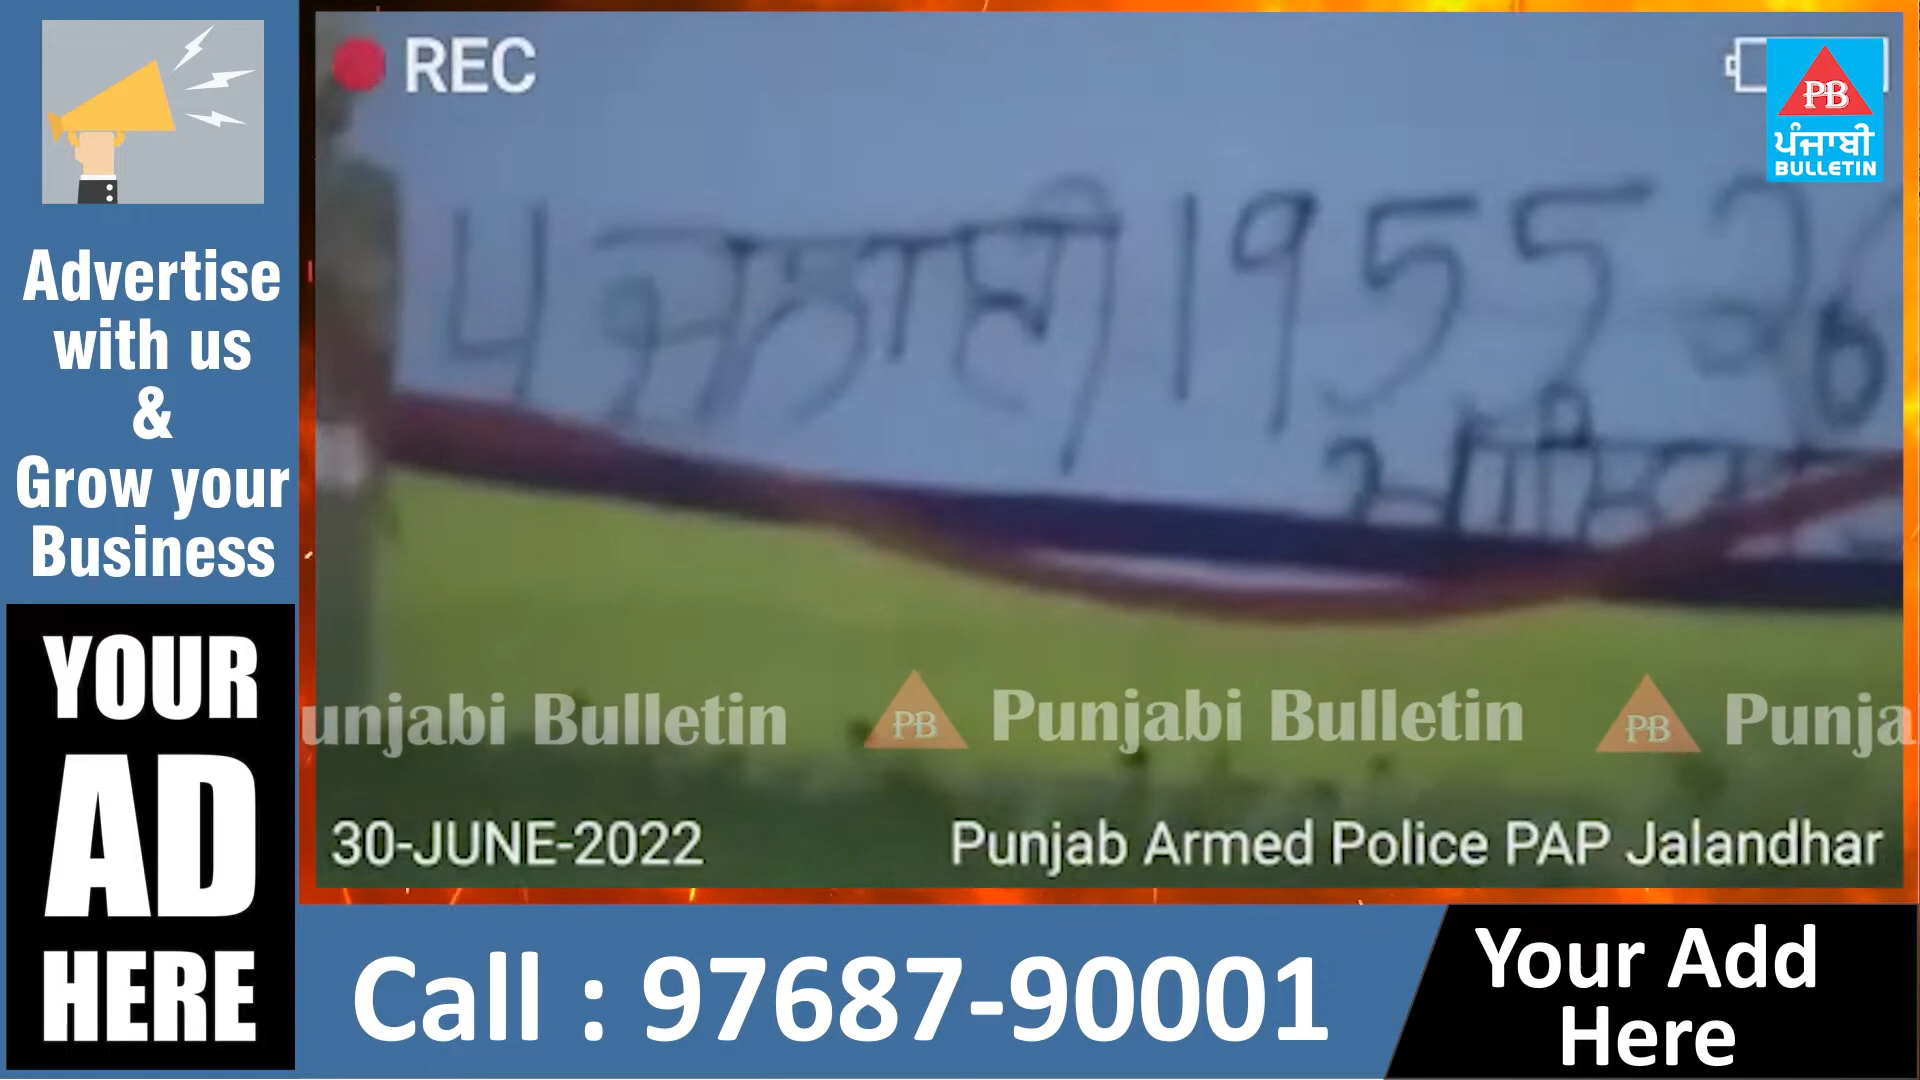 REC
PB
ਪੰਜਾਬੀ
BULLETIN
Advertise
with us
&
Grow your
Business
YOUR
AD
HERE
4 ਜੁਲਾਈ 1955
unjabi Bulletin PB Punjabi Bulletin PB Punja
30-JUNE-2022
Punjab Armed Police PAP Jalandhar
Call : 97687-90001
Your Add
Here